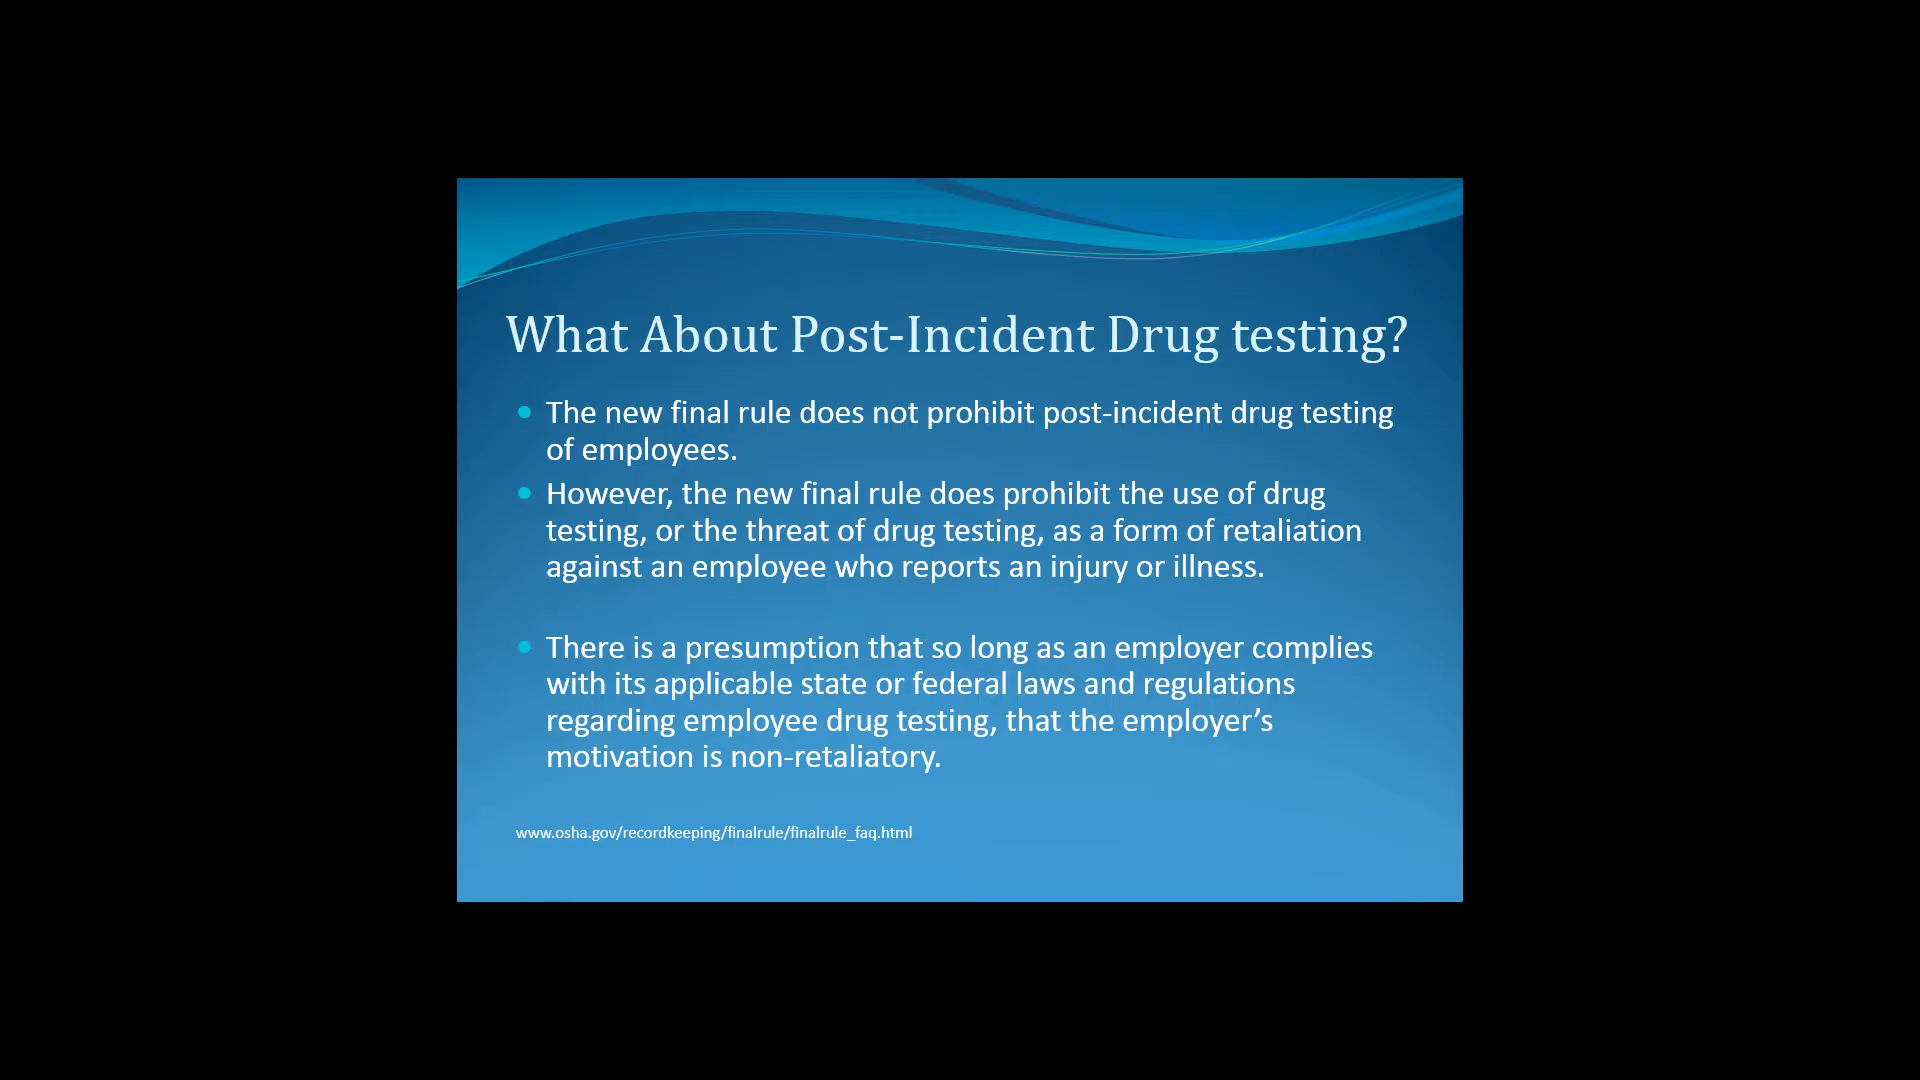 What About Post-Incident Drug testing?
The new final rule does not prohibit post-incident drug testing
of employees.
However, the new final rule does prohibit the use of drug
testing, or the threat of drug testing, as a form of retaliation
against an employee who reports an injury or illness.
There is a presumption that so long as an employer complies
with its applicable state or federal laws and regulations
regarding employee drug testing, that the employer’s
motivation is non-retaliatory.
www.osha.gov/recordkeeping/finalrule/finalrule_faq.html